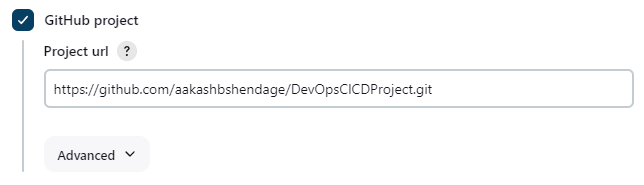 GitHub project
Project url ?
https://github.com/aakashbshendage/DevOpsCICDProject.git
Advanced